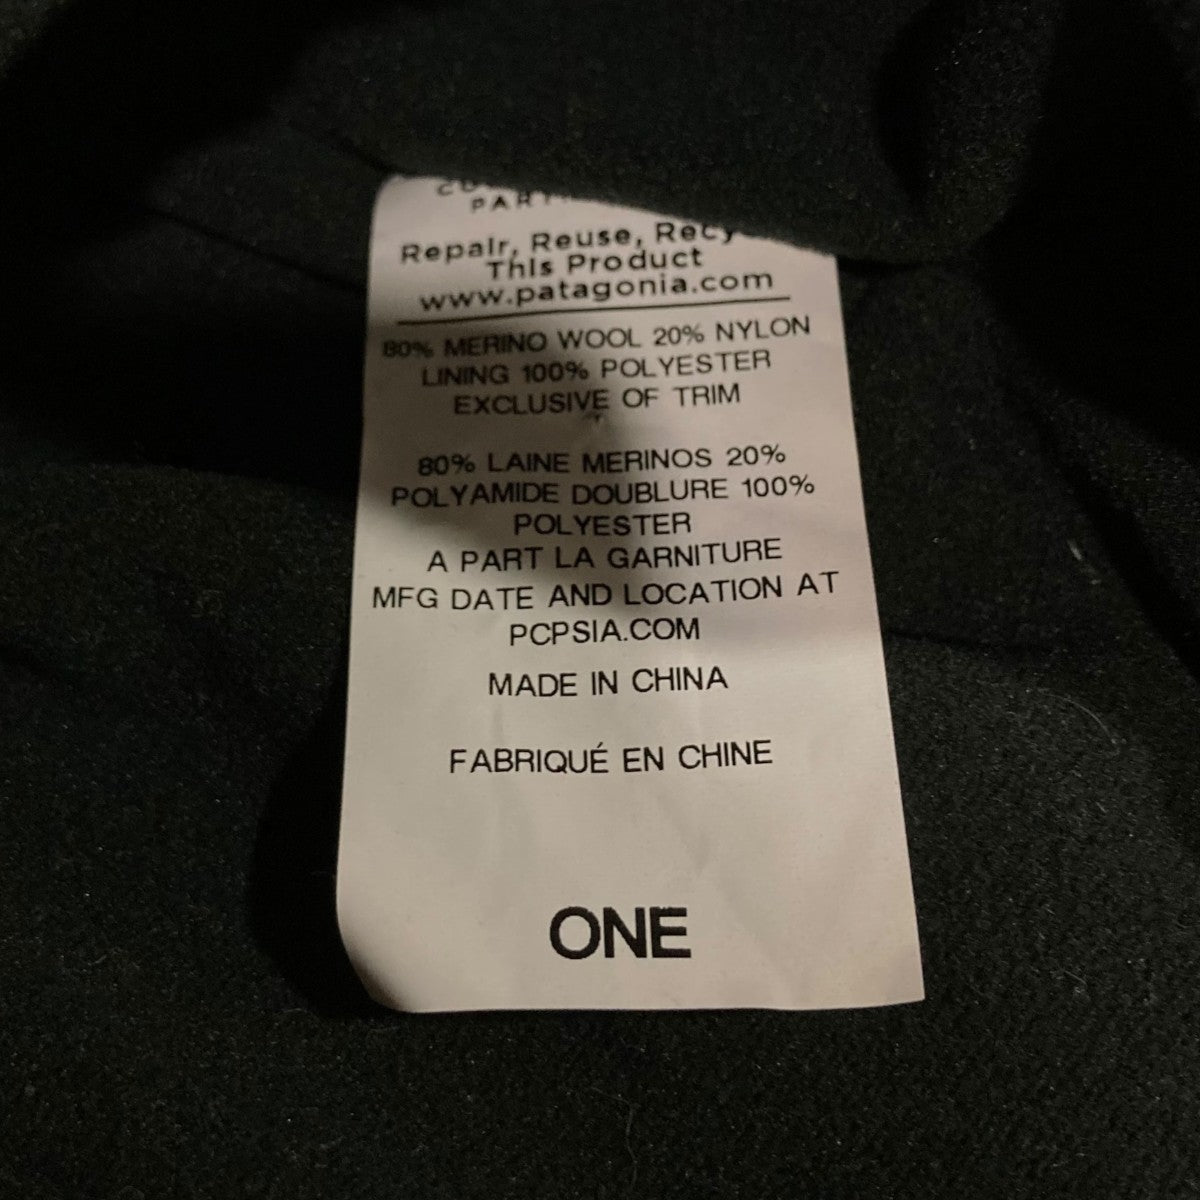 Repair, Reuse,
This Product
www.patagonia.com
80% MERINO WOOL 20% NYLON
LINING 100% POLYESTER
EXCLUSIVE OF TRIM
80% LAINE MERINOS 20%
POLYAMIDE DOUBLURE 100%
POLYESTER
A PART LA GARNITURE
MFG DATE AND LOCATION AT
PCPSIA.COM
MADE IN CHINA
FABRIQUÉ EN CHINE
ONE